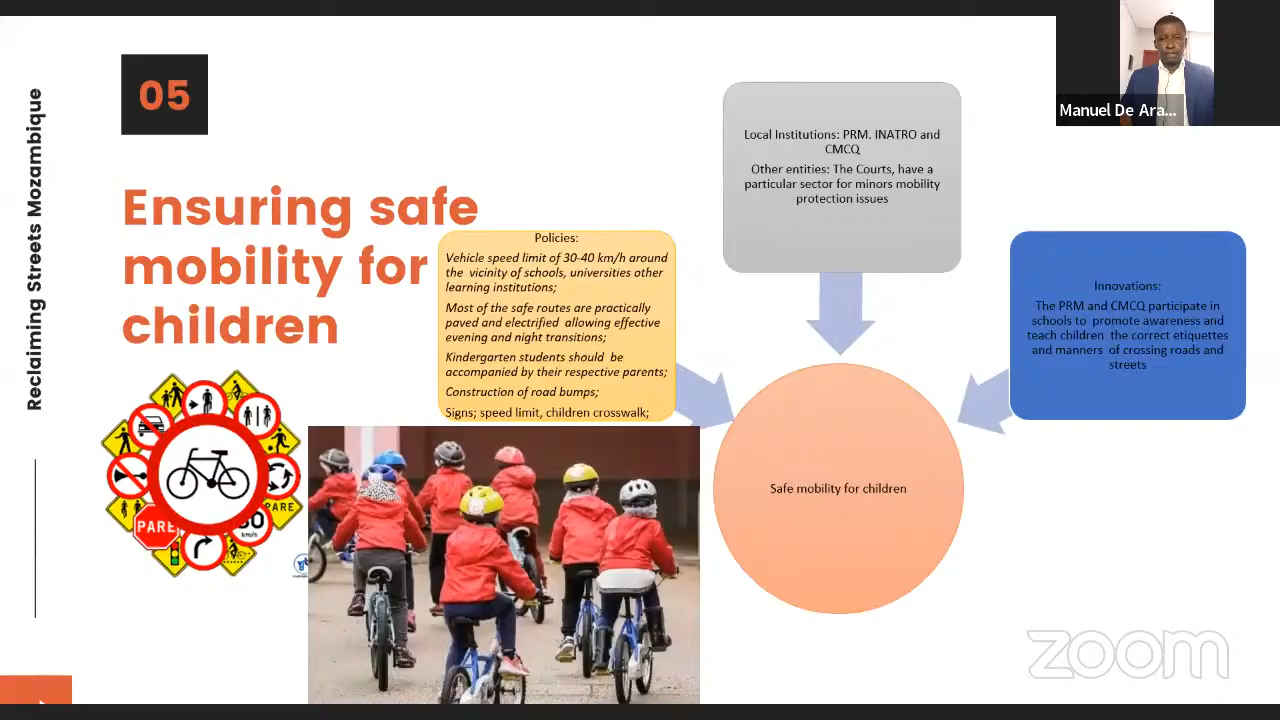 Reclaiming Streets Mozambique
05
Ensuring safe
mobility for
children
Policies:
Vehicle speed limit of 30-40 km/h around
the vicinity of schools, universities other
learning institutions;
Most of the safe routes are practically
paved and electrified allowing effective
evening and night transitions;
Kindergarten students should be
accompanied by their respective parents;
Construction of road bumps;
Signs; speed limit, children crosswalk;
Local Institutions: PRM. INATRO and
CMCQ
Other entities: The Courts, have a
particular sector for minors mobility
protection issues
Innovations:
The PRM and CMCQ participate in
schools to promote awareness and
teach children the correct etiquettes
and manners of crossing roads and
streets
Safe mobility for children
PARE
PARE
km/h
Manuel De Ara...
zoom